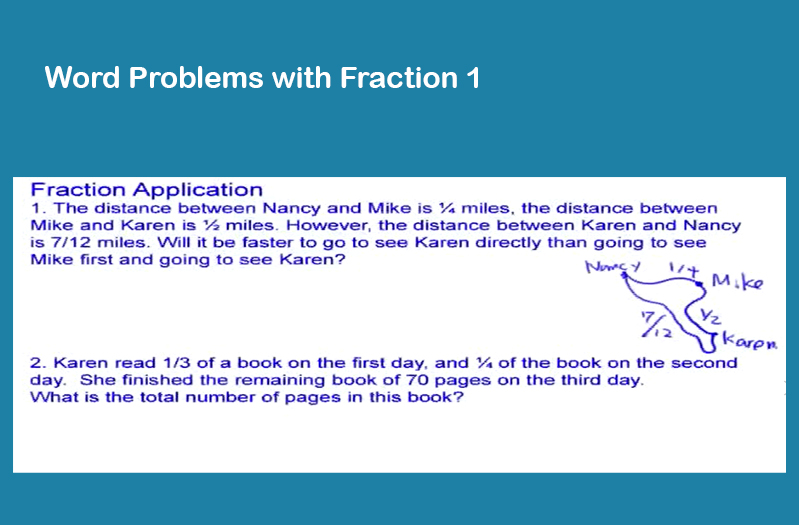 Word Problems with Fraction 1
Fraction Application
1. The distance between Nancy and Mike is ¼ miles, the distance between
Mike and Karen is ½ miles. However, the distance between Karen and Nancy
is 7/12 miles. Will it be faster to go to see Karen directly than going to see
Mike first and going to see Karen?
Nancy 1/4 Mike
7/12 ½
Karen
2. Karen read 1/3 of a book on the first day, and ¼ of the book on the second
day. She finished the remaining book of 70 pages on the third day.
What is the total number of pages in this book?